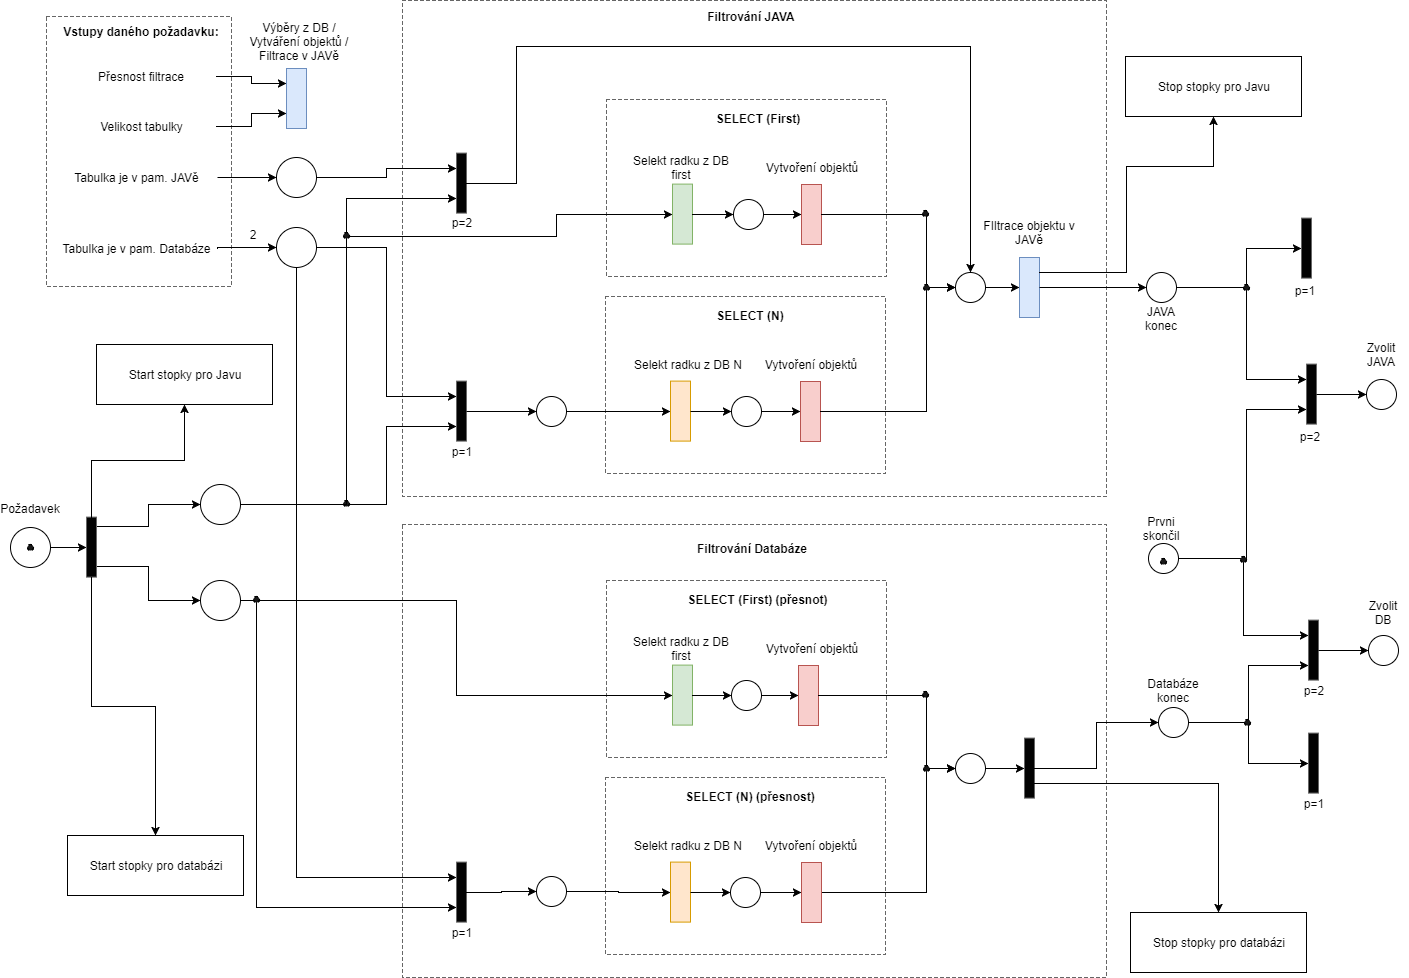 Vstupy daného požadavku:
Přesnost filtrace
Velikost tabulky
Tabulka je v pam. JAVě
Tabulka je v pam. Databáze
2
Výběry z DB /
Vytváření objektů /
Filtrace v JAVě
Filtrování JAVA
p=2
SELECT (First)
Selekt radku z DB
first
Vytvoření objektů
SELECT (N)
Selekt radku z DB N
Vytvoření objektů
p=1
FIltrace objektu v
JAVě
Stop stopky pro Javu
JAVA
konec
p=1
Zvolit
JAVA
p=2
Start stopky pro Javu
Požadavek
Start stopky pro databázi
Filtrování Databáze
SELECT (First) (přesnot)
Selekt radku z DB
first
Vytvoření objektů
SELECT (N) (přesnost)
Selekt radku z DB N
Vytvoření objektů
p=1
Prvni
skončil
Zvolit
DB
p=2
Databáze
konec
p=1
Stop stopky pro databázi